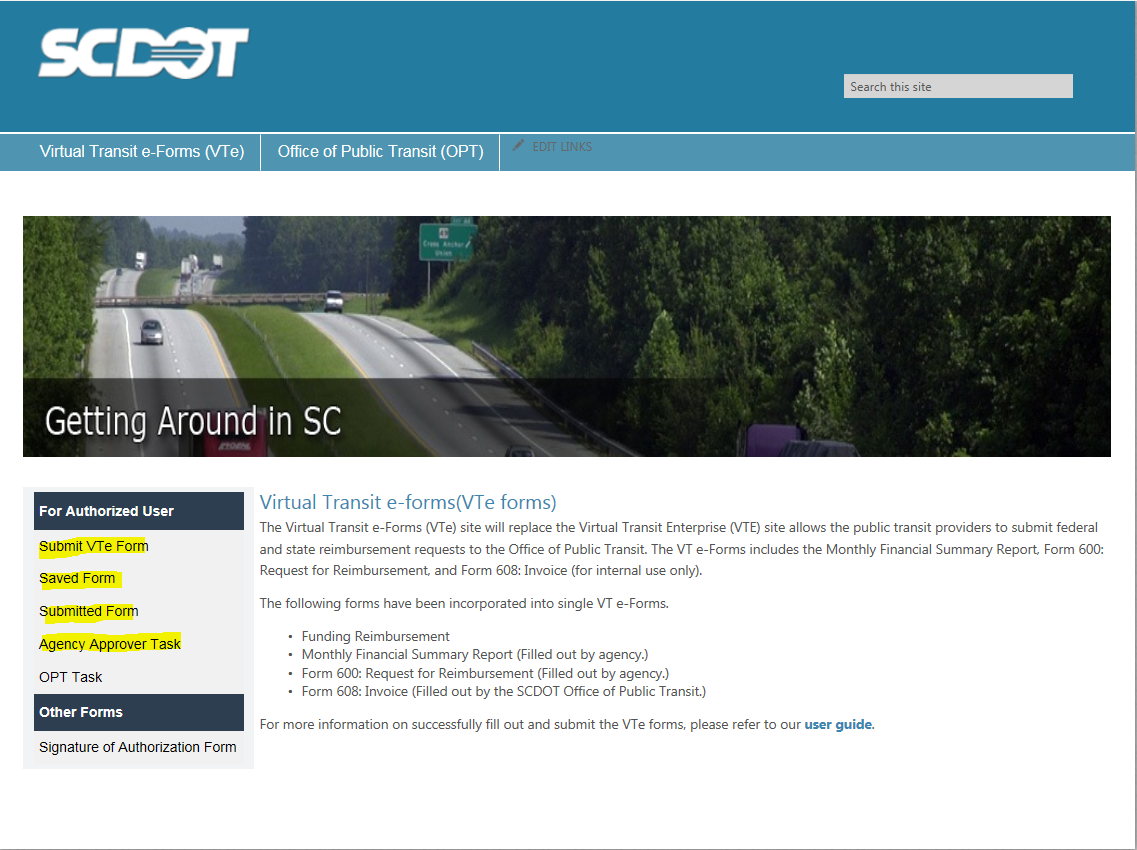 SCDOT
Search this site
Virtual Transit e-Forms (VTe)
Office of Public Transit (OPT)
EDIT LINKS
49
Cross Anchor
Union
Getting Around in SC
For Authorized User
Submit VTe Form
Saved Form
Submitted Form
Agency Approver Task
OPT Task
Other Forms
Signature of Authorization Form
Virtual Transit e-forms(VTe forms)
The Virtual Transit e-Forms (VTe) site will replace the Virtual Transit Enterprise (VTE) site allows the public transit providers to submit federal
and state reimbursement requests to the Office of Public Transit. The VT e-Forms includes the Monthly Financial Summary Report, Form 600:
Request for Reimbursement, and Form 608: Invoice (for internal use only).
The following forms have been incorporated into single VT e-Forms.
• Funding Reimbursement
• Monthly Financial Summary Report (Filled out by agency.)
• Form 600: Request for Reimbursement (Filled out by agency.)
• Form 608: Invoice (Filled out by the SCDOT Office of Public Transit.)
For more information on successfully fill out and submit the VTe forms, please refer to our user guide.